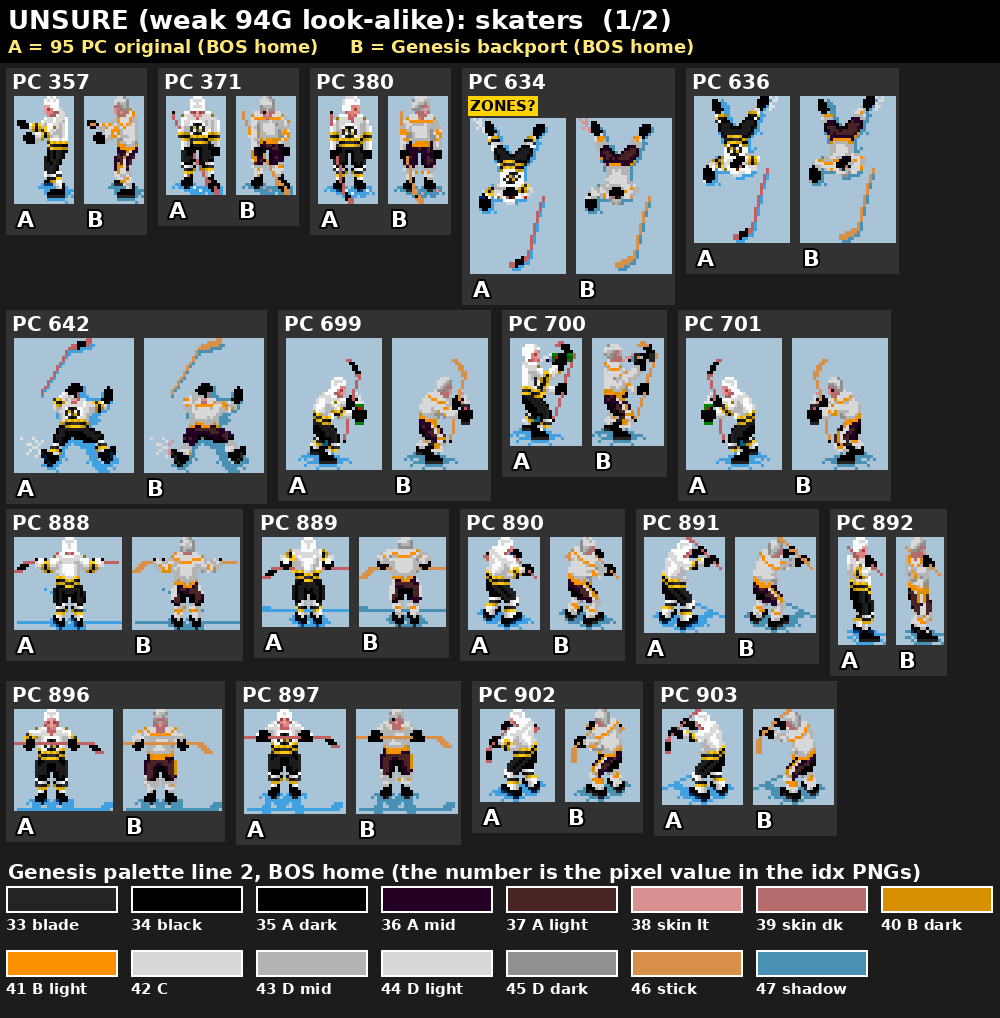 UNSURE (weak 94G look-alike): skaters (1/2)
A = 95 PC original (BOS home) B = Genesis backport (BOS home)
PC 357 PC 371 PC 380 PC 634 PC 636
ZONES?
A B A B A B A B A B
PC 642 PC 699 PC 700 PC 701
A B A B A B A B
PC 888 PC 889 PC 890 PC 891 PC 892
A B A B A B A B A B
PC 896 PC 897 PC 902 PC 903
A B A B A B A B
Genesis palette line 2, BOS home (the number is the pixel value in the idx PNGs)
33 blade 34 black 35 A dark 36 A mid 37 A light 38 skin lt 39 skin dk 40 B dark
41 B light 42 C 43 D mid 44 D light 45 D dark 46 stick 47 shadow